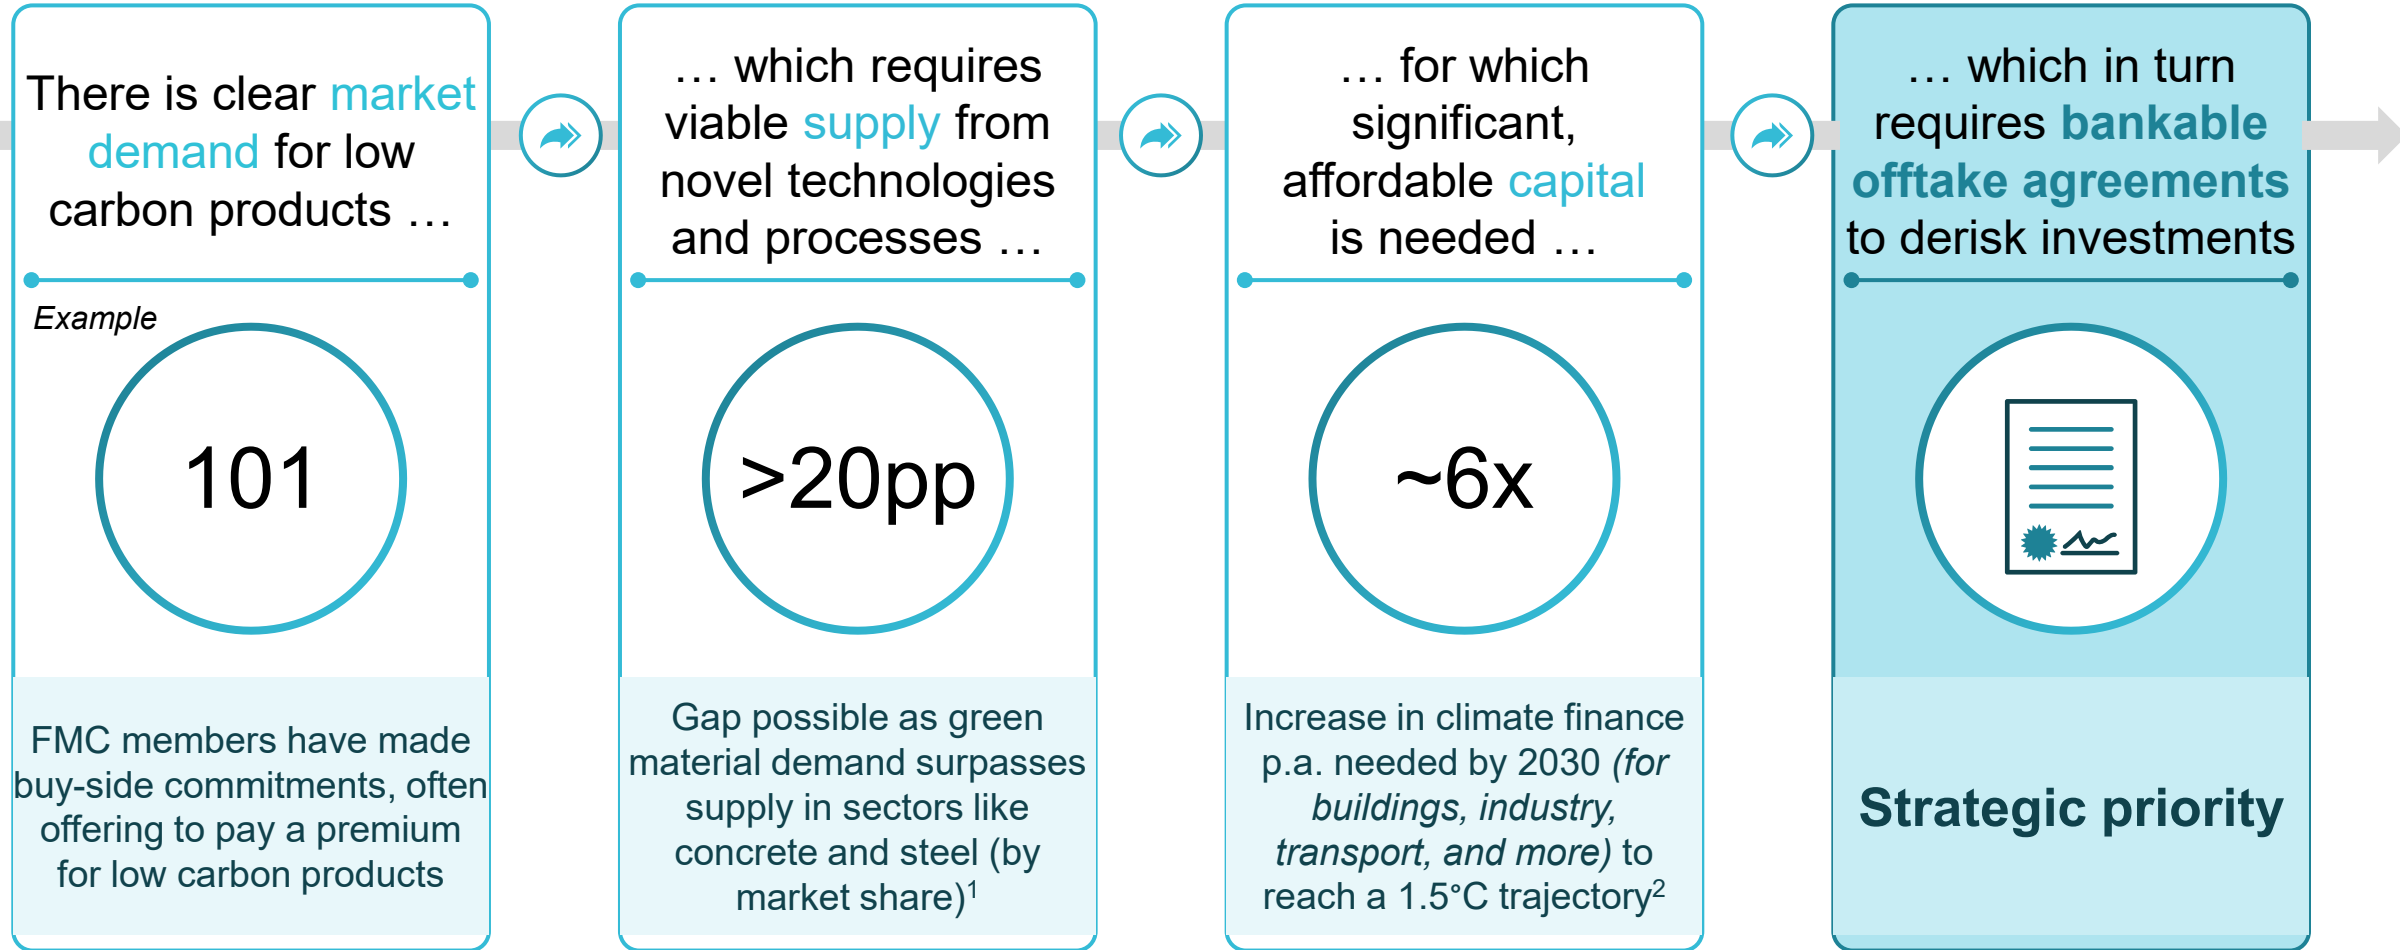 There is clear market
demand for low
carbon products …
Example
101
FMC members have made
buy-side commitments, often
offering to pay a premium
for low carbon products
… which requires
viable supply from
novel technologies
and processes …
>20pp
Gap possible as green
material demand surpasses
supply in sectors like
concrete and steel (by
market share)1
… for which
significant,
affordable capital
is needed …
~6x
Increase in climate finance
p.a. needed by 2030 (for
buildings, industry,
transport, and more) to
reach a 1.5°C trajectory2
… which in turn
requires bankable
offtake agreements
to derisk investments
Strategic priority